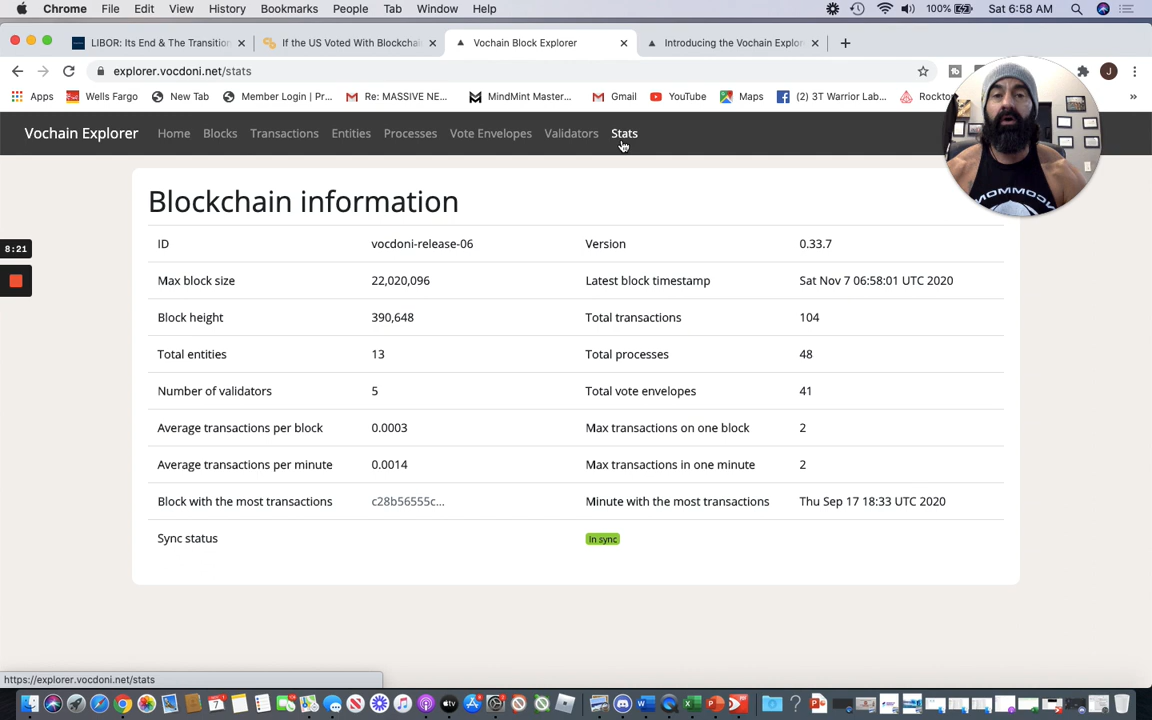 Chrome File Edit View History Bookmarks People Tab Window Help 100% Sat 6:58 AM
LIBOR: Its End & The Transition × If the US Voted With Blockchai × Vochain Block Explorer × Introducing the Vochain Explor × +
explorer.vocdoni.net/stats J
Apps Wells Fargo New Tab Member Login | Pr... Re: MASSIVE NE... MindMint Master... Gmail YouTube Maps (2) 3T Warrior Lab... Rockto »
Vochain Explorer Home Blocks Transactions Entities Processes Vote Envelopes Validators Stats
Blockchain information
ID vocdoni-release-06 Version 0.33.7
8:21
Max block size 22,020,096 Latest block timestamp Sat Nov 7 06:58:01 UTC 2020
Block height 390,648 Total transactions 104
Total entities 13 Total processes 48
Number of validators 5 Total vote envelopes 41
Average transactions per block 0.0003 Max transactions on one block 2
Average transactions per minute 0.0014 Max transactions in one minute 2
Block with the most transactions c28b56555c... Minute with the most transactions Thu Sep 17 18:33 UTC 2020
Sync status In sync
https://explorer.vocdoni.net/stats